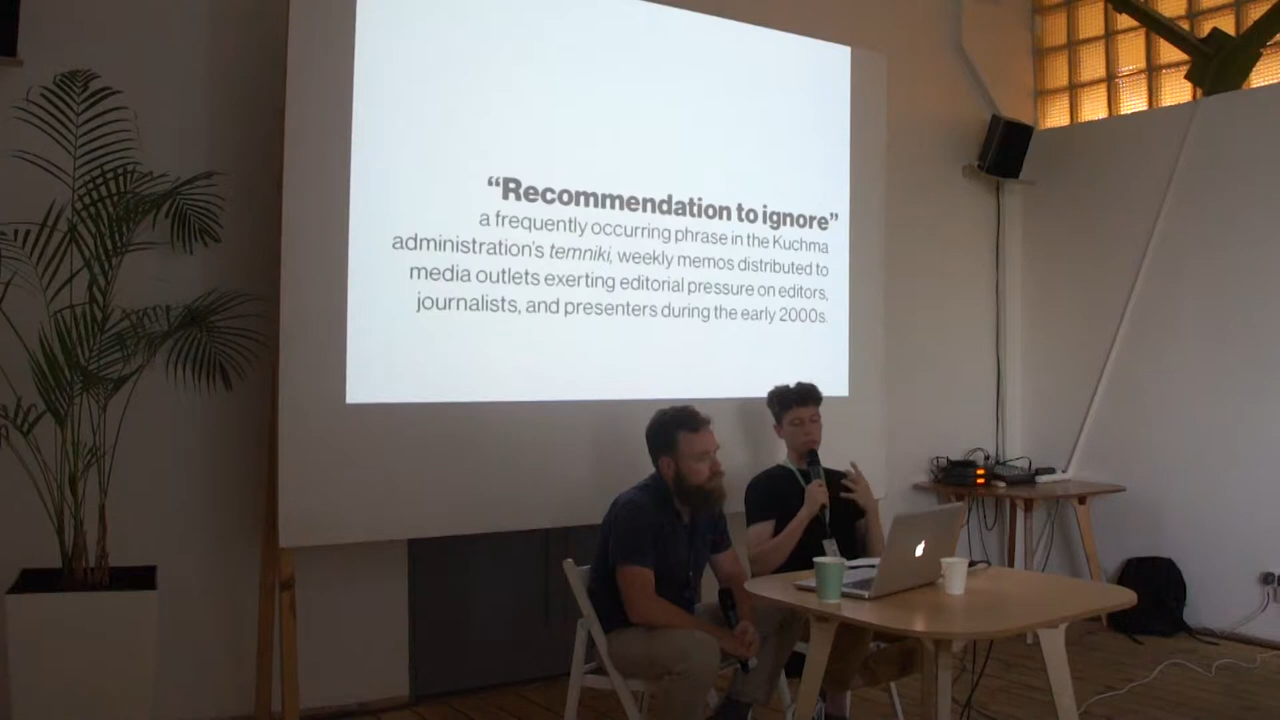 “Recommendation to ignore”
a frequently occurring phrase in the Kuchma
administration's temniki, weekly memos distributed to
media outlets exerting editorial pressure on editors,
journalists, and presenters during the early 2000s.